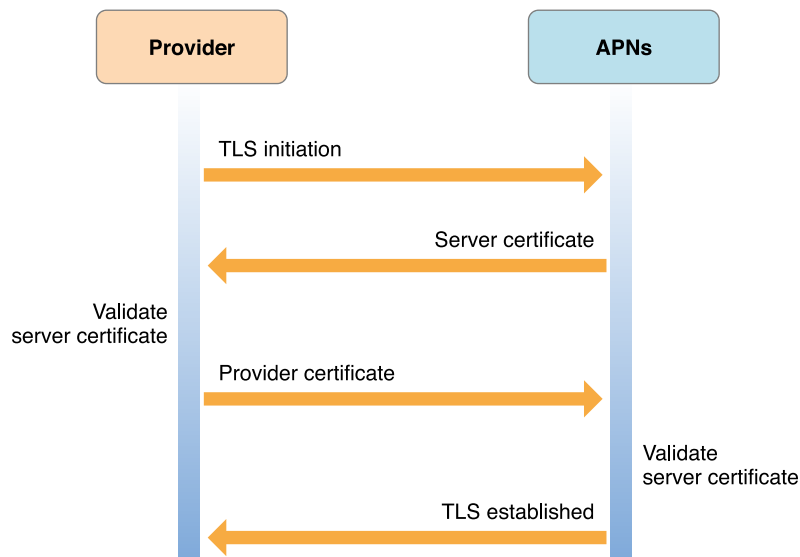 Provider
APNs
TLS initiation
Server certificate
Validate
server certificate
Provider certificate
Validate
server certificate
TLS established